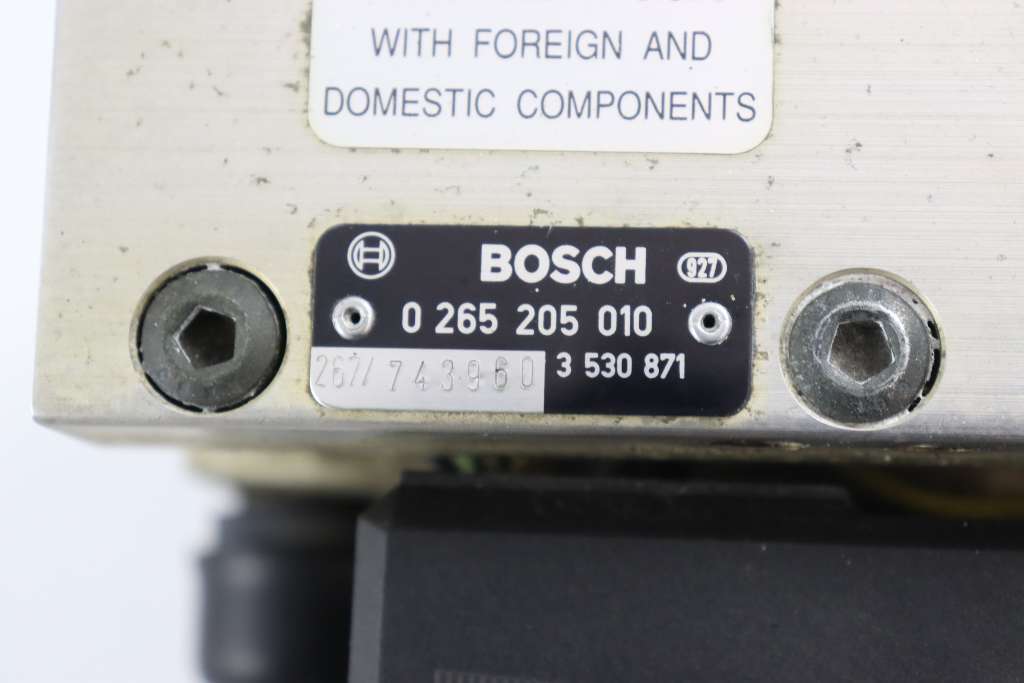 WITH FOREIGN AND
DOMESTIC COMPONENTS
BOSCH 927
0 265 205 010
267/ 743960 3 530 871